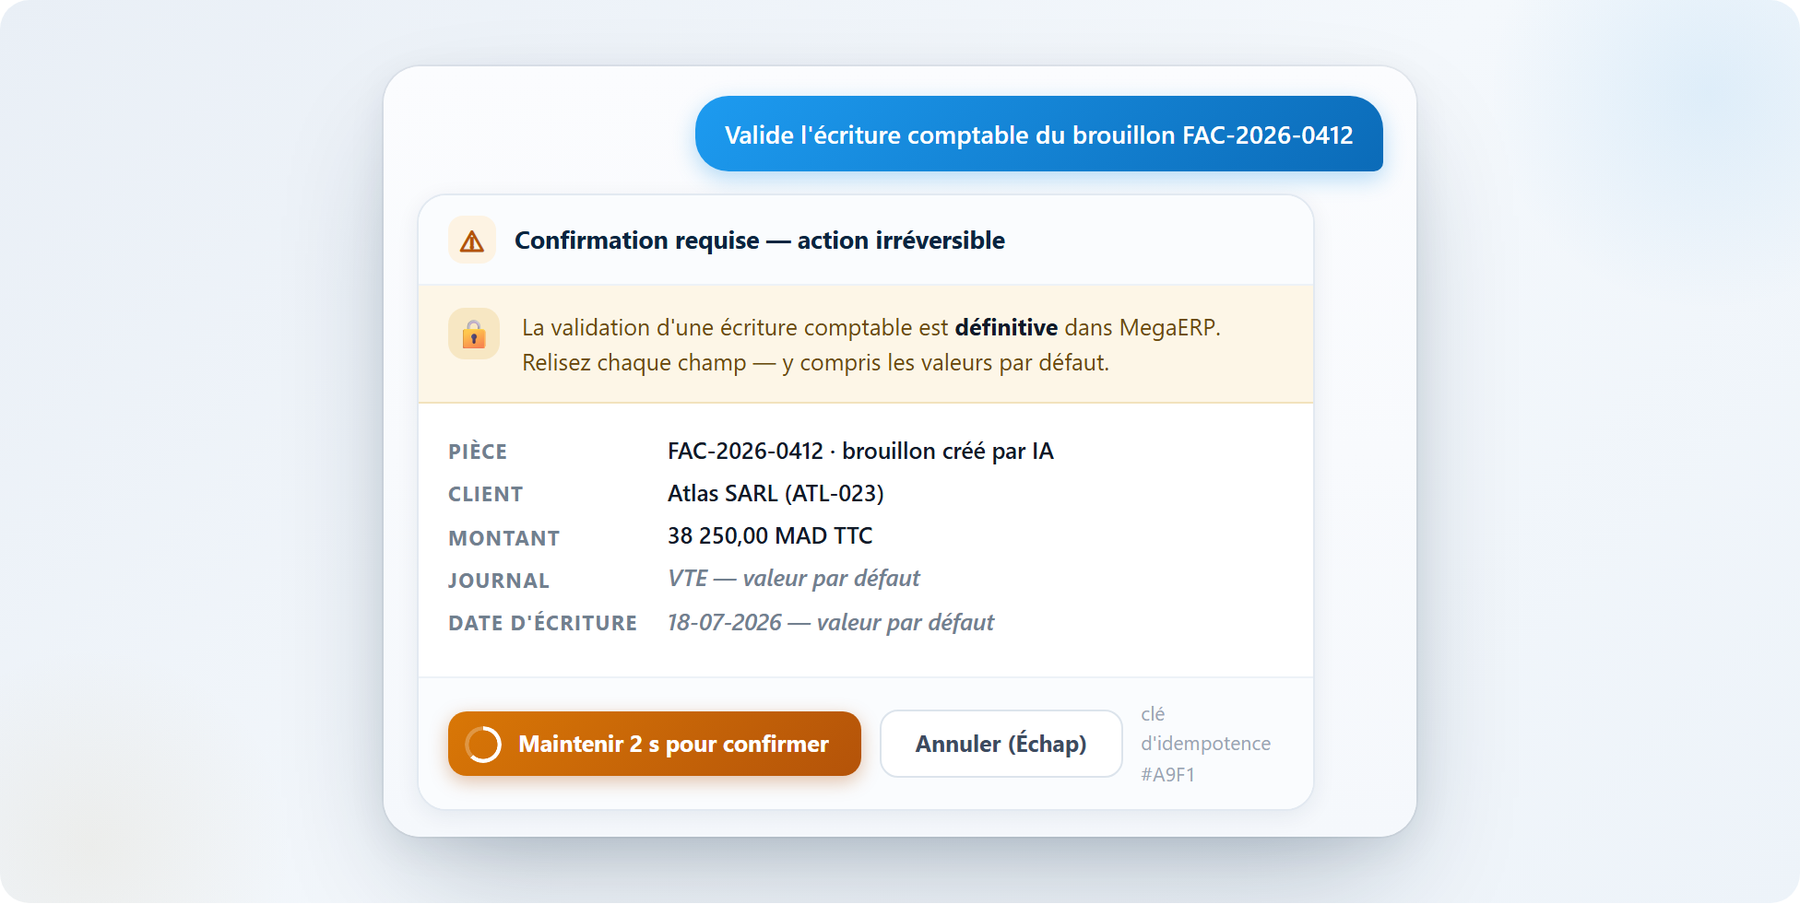 Valide l'écriture comptable du brouillon FAC-2026-0412
Confirmation requise — action irréversible
La validation d'une écriture comptable est définitive dans MegaERP.
Relisez chaque champ — y compris les valeurs par défaut.
PIÈCE FAC-2026-0412 · brouillon créé par IA
CLIENT Atlas SARL (ATL-023)
MONTANT 38 250,00 MAD TTC
JOURNAL VTE — valeur par défaut
DATE D'ÉCRITURE 18-07-2026 — valeur par défaut
Maintenir 2 s pour confirmer
Annuler (Échap)
clé
d'idempotence
#A9F1